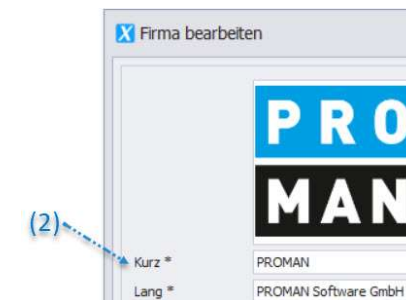 Firma bearbeiten
PRO
MAN
(2)
Kurz * PROMAN
Lang * PROMAN Software GmbH